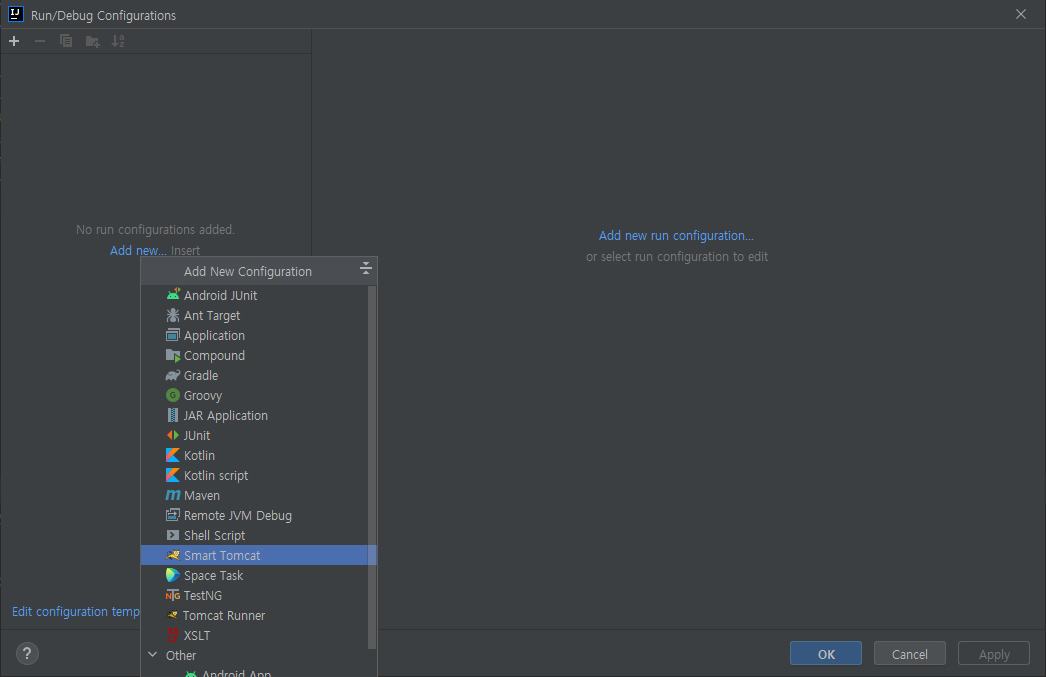 IJ
Run/Debug Configurations
No run configurations added.
Add new... Insert
Add new run configuration...
or select run configuration to edit
Add New Configuration
Android JUnit
Ant Target
Application
Compound
Gradle
G Groovy
JAR Application
JUnit
Kotlin
Kotlin script
m Maven
Remote JVM Debug
Shell Script
Smart Tomcat
Space Task
NTG TestNG
Tomcat Runner
XSLT
Other
Android App
Edit configuration temp
?
OK
Cancel
Apply